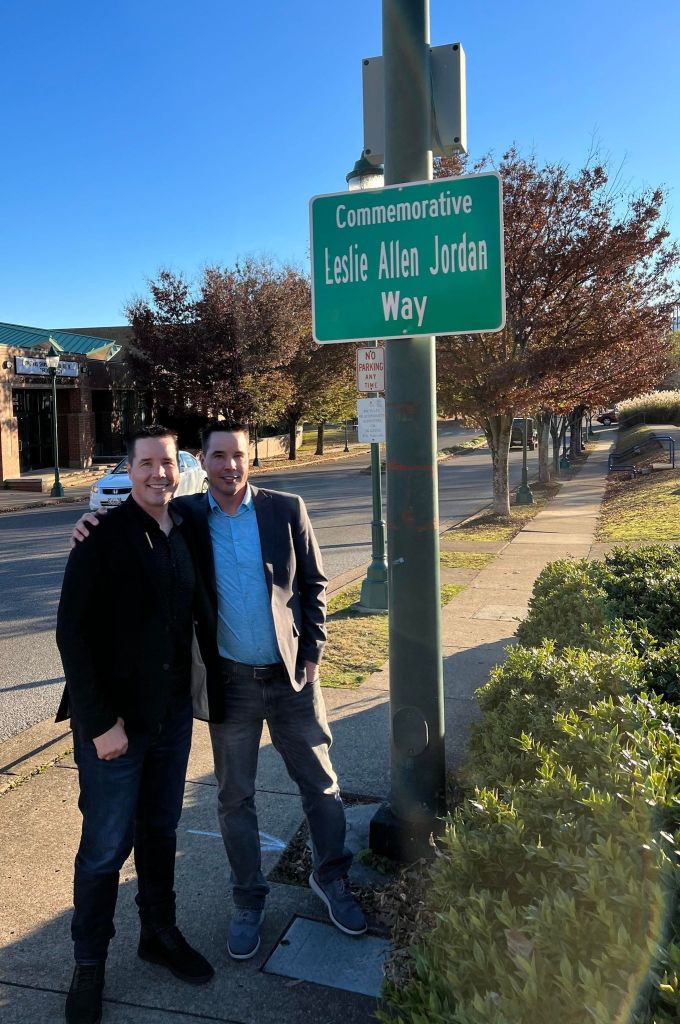 Commemorative
Leslie Allen Jordan
Way
NO
PARKING
ANY
TIME